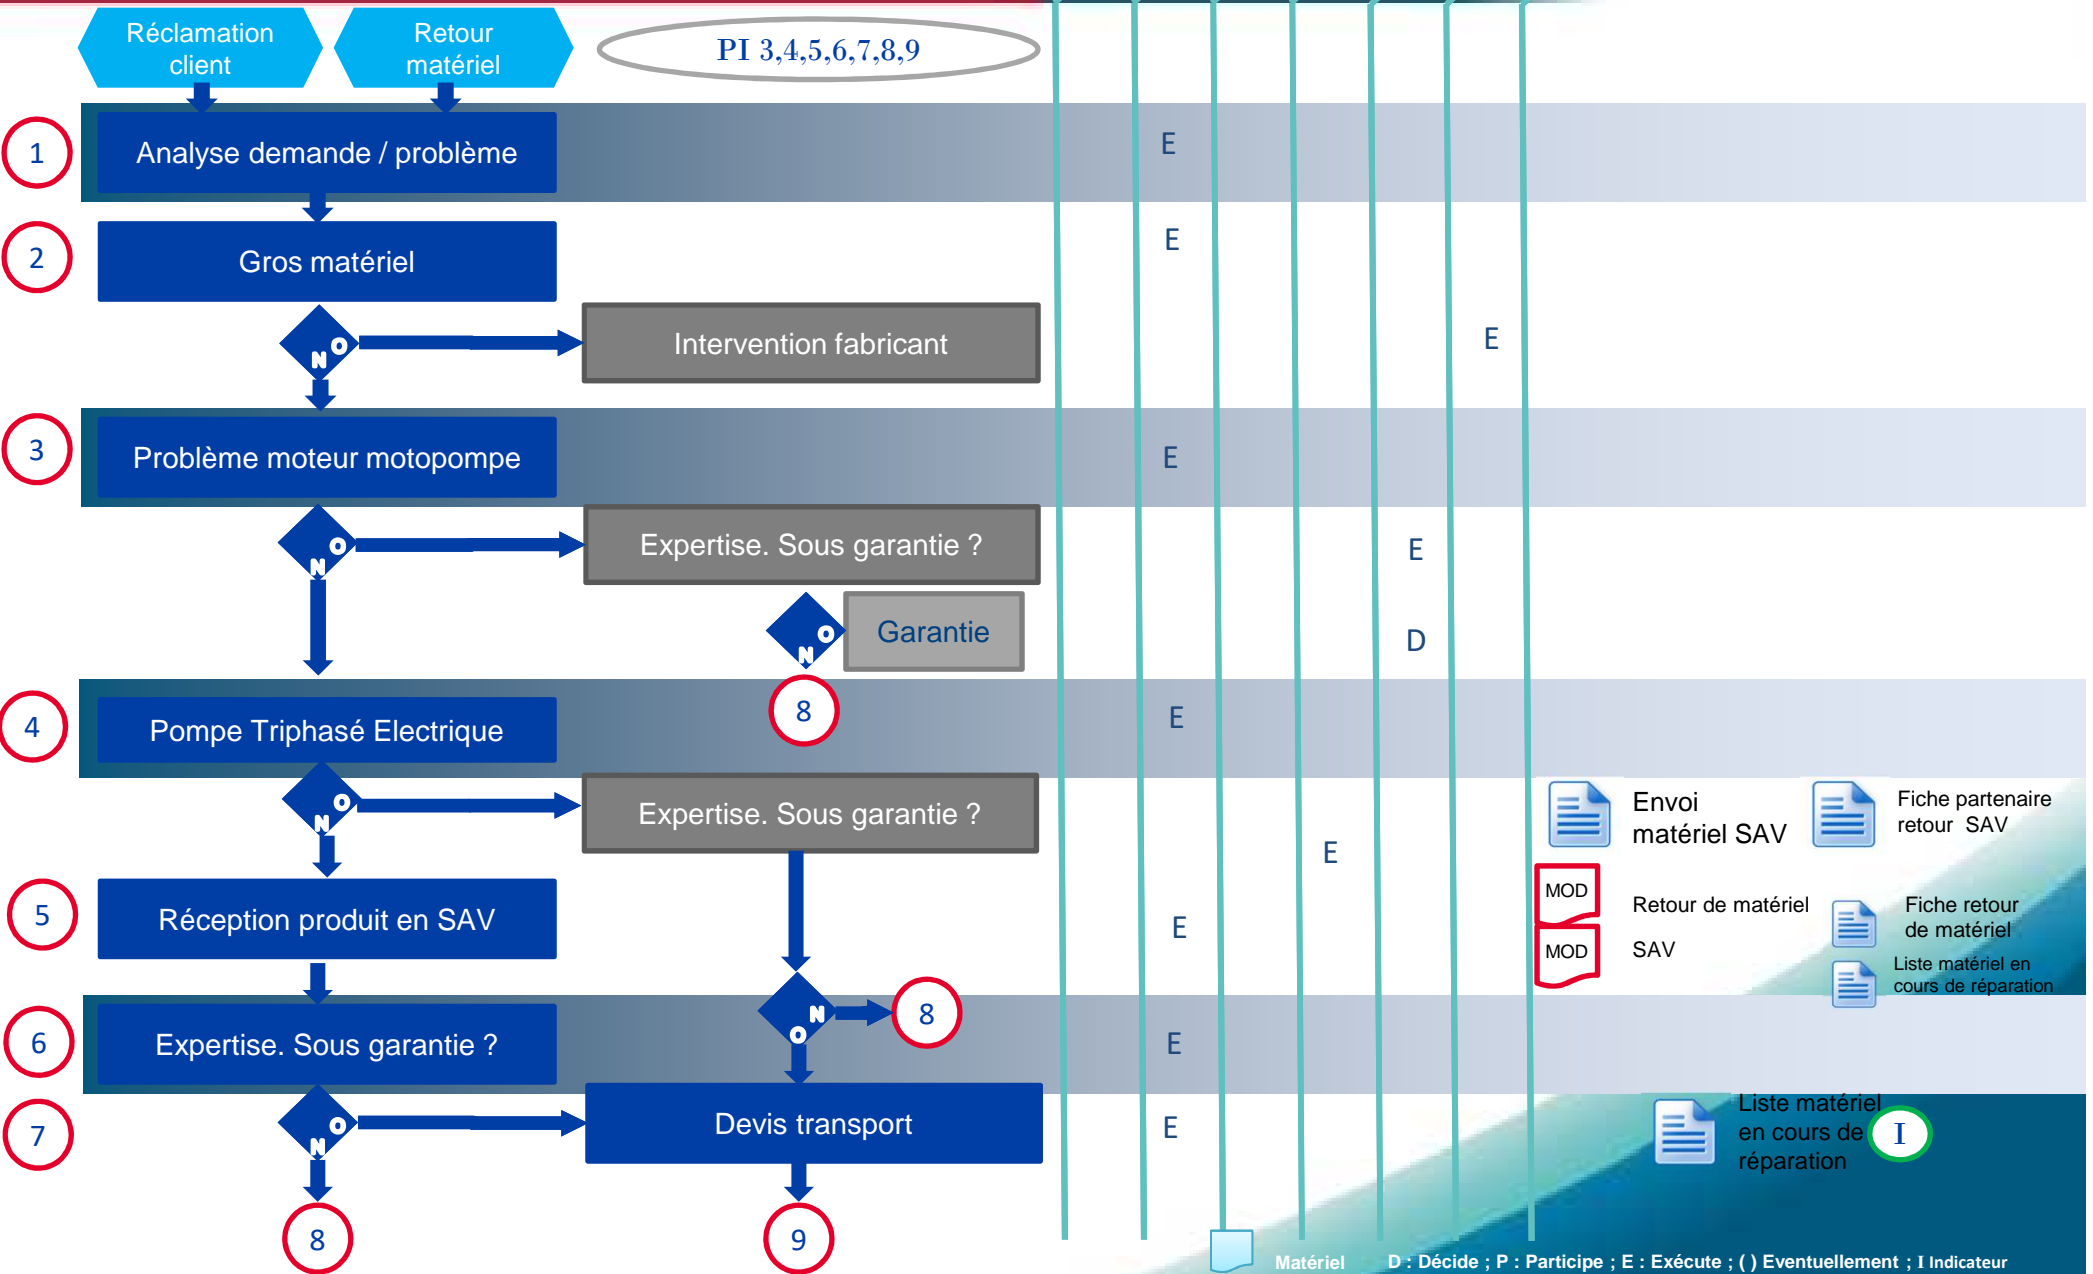 Réclamation
client
Retour
matériel
PI 3,4,5,6,7,8,9
1
Analyse demande / problème
E
2
Gros matériel
E
N
O
Intervention fabricant
E
3
Problème moteur motopompe
E
N
O
Expertise. Sous garantie ?
E
N
O
Garantie
D
8
4
Pompe Triphasé Electrique
E
N
O
Expertise. Sous garantie ?
E
Envoi
matériel SAV
Fiche partenaire
retour SAV
5
Réception produit en SAV
E
MOD
Retour de matériel
MOD
SAV
Fiche retour
de matériel
Liste matériel en
cours de réparation
N
O
8
6
Expertise. Sous garantie ?
E
7
N
O
Devis transport
E
Liste matériel
en cours de
réparation
I
8
9
Matériel
D : Décide ; P : Participe ; E : Exécute ; ( ) Eventuellement ; I Indicateur